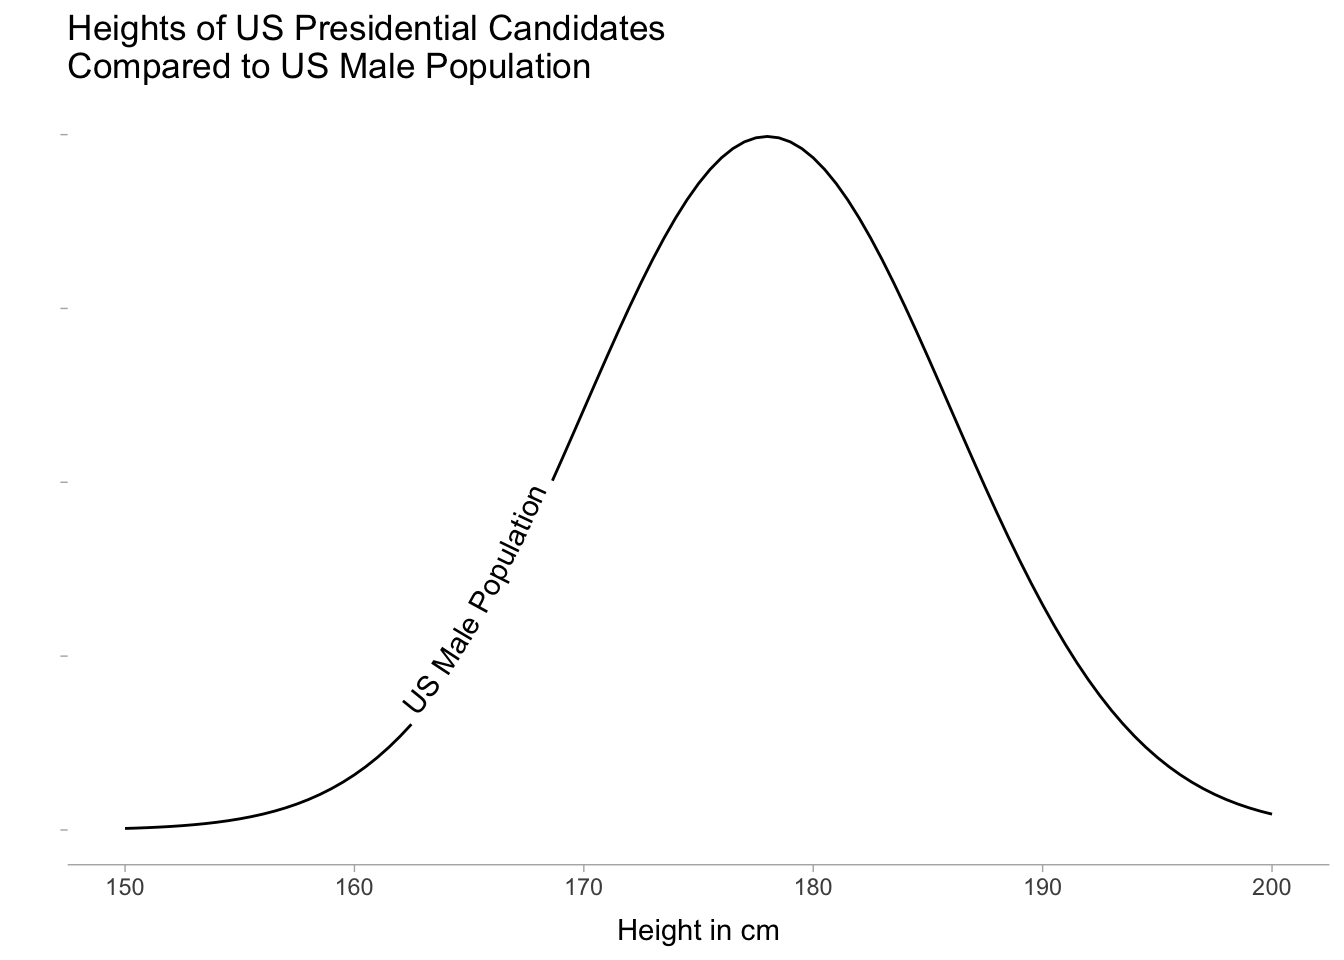 Heights of US Presidential Candidates
Compared to US Male Population
US Male Population
150 160 170 180 190 200
Height in cm